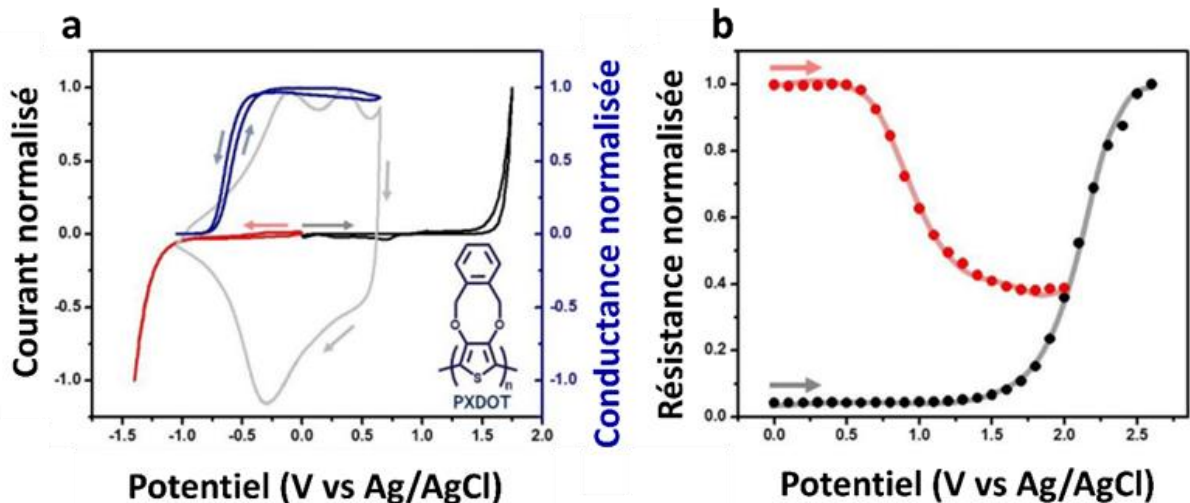 a
Courant normalisé
1.0
0.5
0.0
-0.5
-1.0
1.0
0.5
0.0
-0.5
-1.0
Conductance normalisée
O
O
S
n
PXDOT
-1.5
-1.0
-0.5
0.0
0.5
1.0
1.5
2.0
Potentiel (V vs Ag/AgCl)
b
Résistance normalisée
1.0
0.8
0.6
0.4
0.2
0.0
0.0
0.5
1.0
1.5
2.0
2.5
Potentiel (V vs Ag/AgCl)